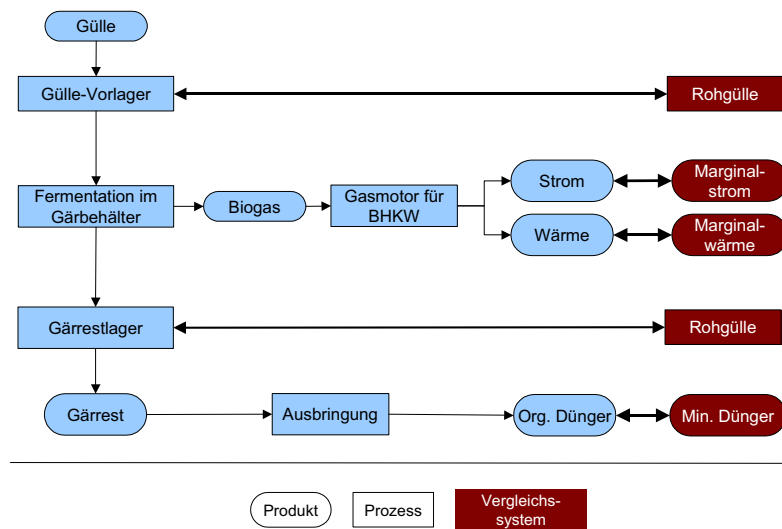 Gülle
Gülle-Vorlager
Rohgülle
Fermentation im
Gärbehälter
Biogas
Gasmotor für
BHKW
Strom
Marginal-
strom
Wärme
Marginal-
wärme
Gärrestlager
Rohgülle
Gärrest
Ausbringung
Org. Dünger
Min. Dünger
Produkt
Prozess
Vergleichs-
system